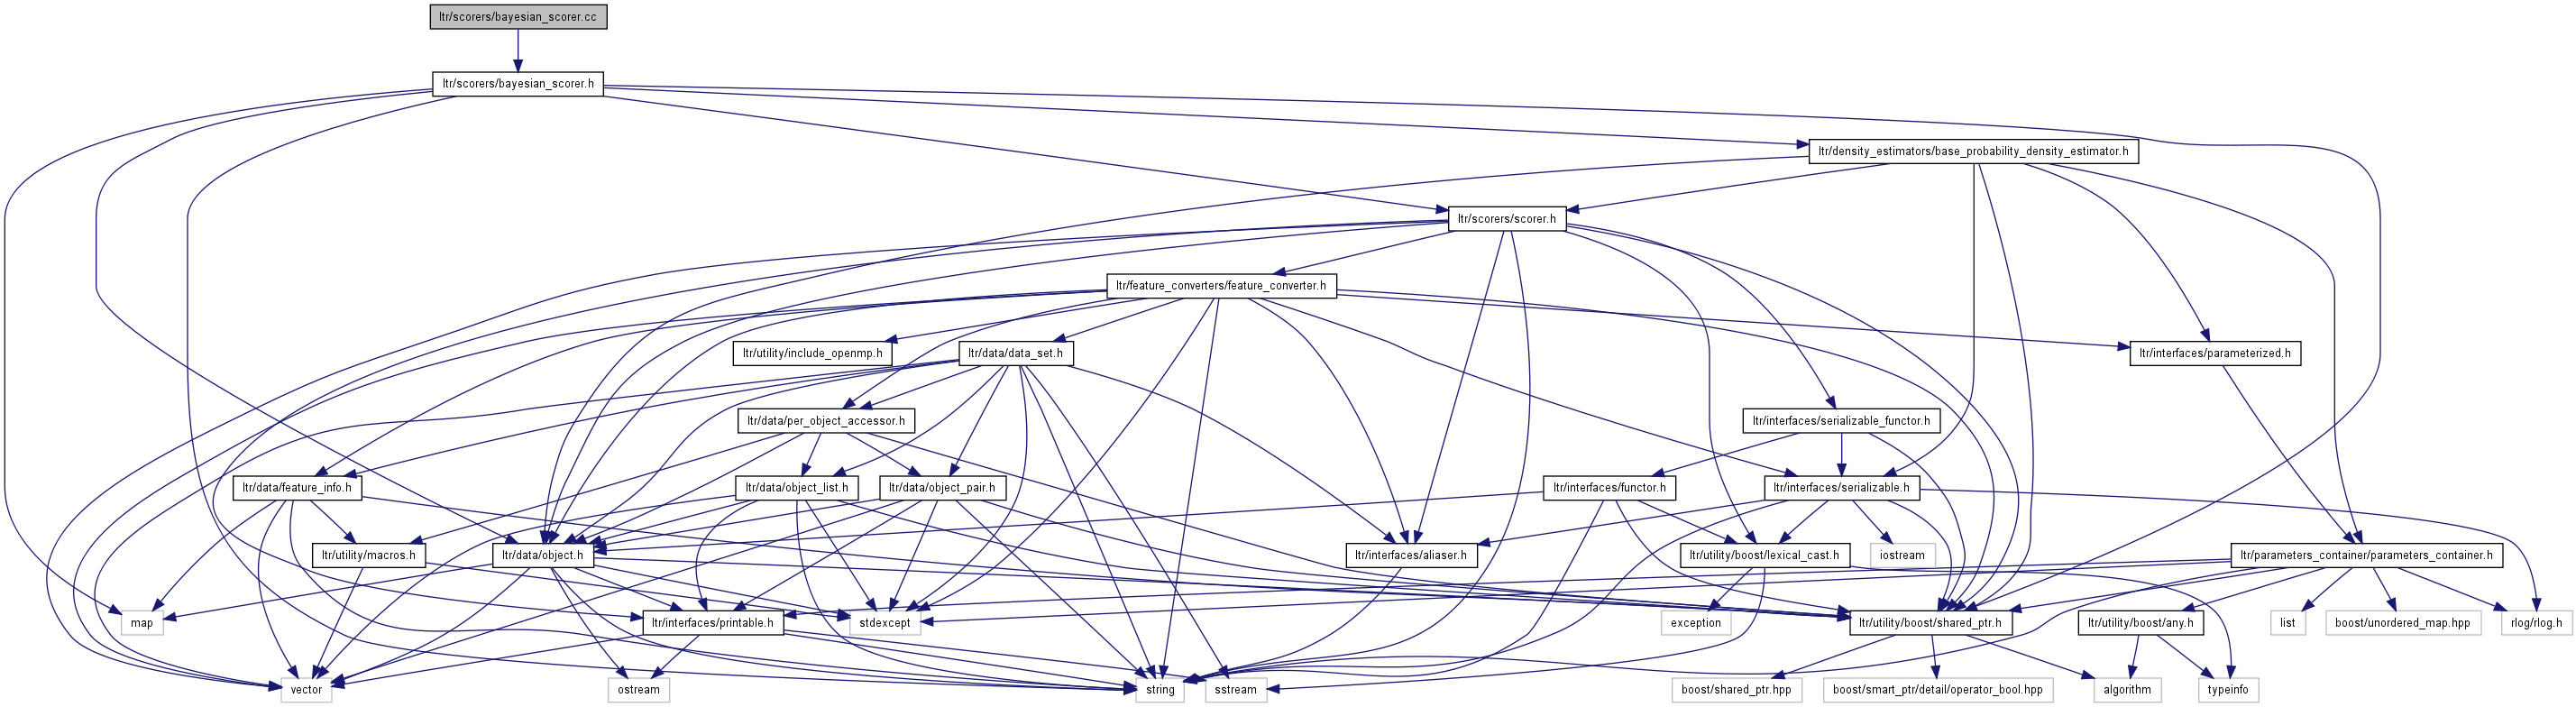 ltr/scorers/bayesian_scorer.cc
ltr/scorers/bayesian_scorer.h
ltr/density_estimators/base_probability_density_estimator.h
ltr/scorers/scorer.h
ltr/feature_converters/feature_converter.h
ltr/utility/include_openmp.h
ltr/data/data_set.h
ltr/interfaces/parameterized.h
ltr/data/per_object_accessor.h
ltr/interfaces/serializable_functor.h
ltr/data/feature_info.h
ltr/data/object_list.h
ltr/data/object_pair.h
ltr/interfaces/functor.h
ltr/interfaces/serializable.h
ltr/utility/macros.h
ltr/data/object.h
ltr/interfaces/aliaser.h
ltr/utility/boost/lexical_cast.h
iostream
ltr/parameters_container/parameters_container.h
map
ltr/interfaces/printable.h
stdexcept
exception
ltr/utility/boost/shared_ptr.h
ltr/utility/boost/any.h
list
boost/unordered_map.hpp
rlog/rlog.h
vector
ostream
string
sstream
boost/shared_ptr.hpp
boost/smart_ptr/detail/operator_bool.hpp
algorithm
typeinfo